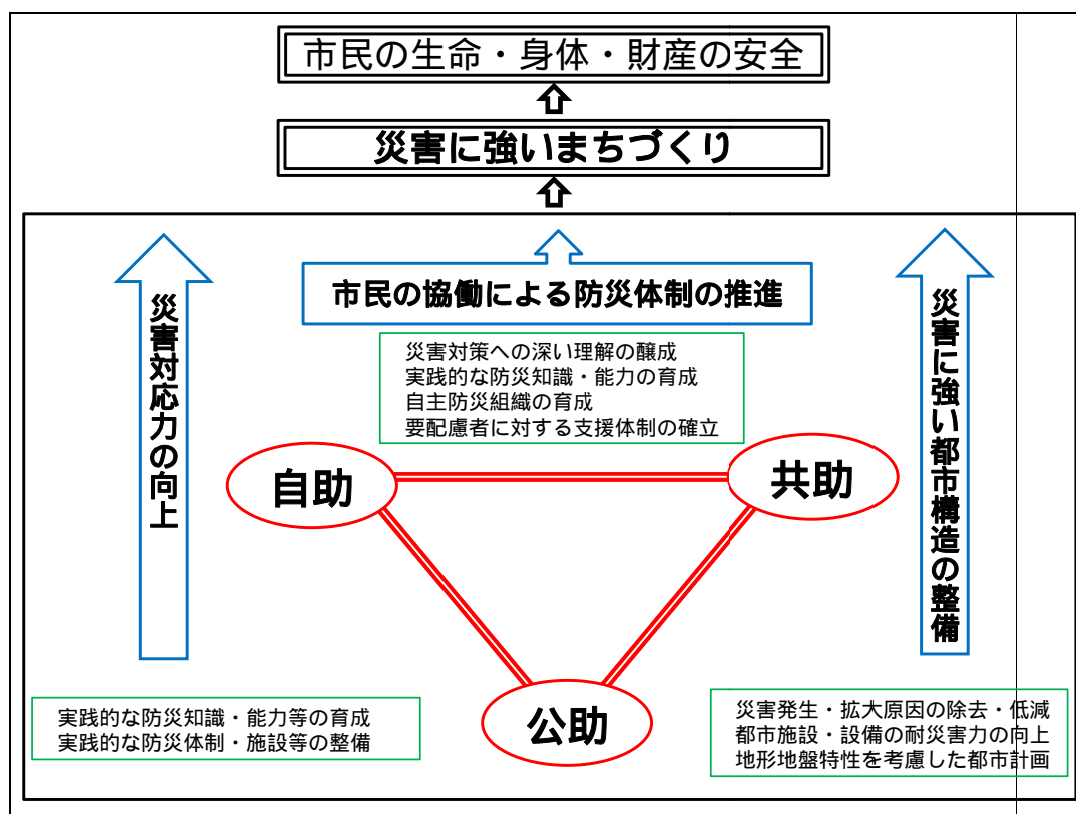 市民の生命・身体・財産の安全
災害に強いまちづくり
市民の協働による防災体制の推進
災害対応力の向上
災害対策への深い理解の醸成
実践的な防災知識・能力の育成
自主防災組織の育成
要配慮者に対する支援体制の確立
災害に強い都市構造の整備
自助
共助
公助
実践的な防災知識・能力等の育成
実践的な防災体制・施設等の整備
災害発生・拡大原因の除去・低減
都市施設・設備の耐災害力の向上
地形地盤特性を考慮した都市計画